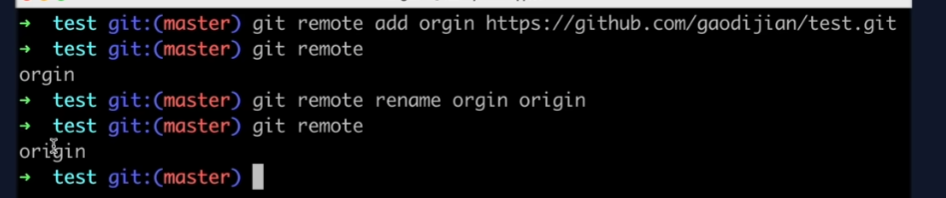 → test git:(master) git remote add orgin https://github.com/gaodijian/test.git
→ test git:(master) git remote
orgin
→ test git:(master) git remote rename orgin origin
→ test git:(master) git remote
origin
→ test git:(master)